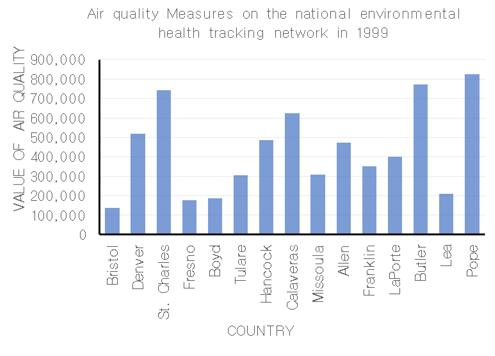 Air quality Measures on the national environmental
health tracking network in 1999
VALUE OF AIR QUALITY
900,000
800,000
700,000
600,000
500,000
400,000
300,000
200,000
100,000
0
Bristol
Denver
St. Charles
Fresno
Boyd
Tulare
Hancock
Calaveras
Missoula
Allen
Franklin
LaPorte
Butler
Lea
Pope
COUNTRY